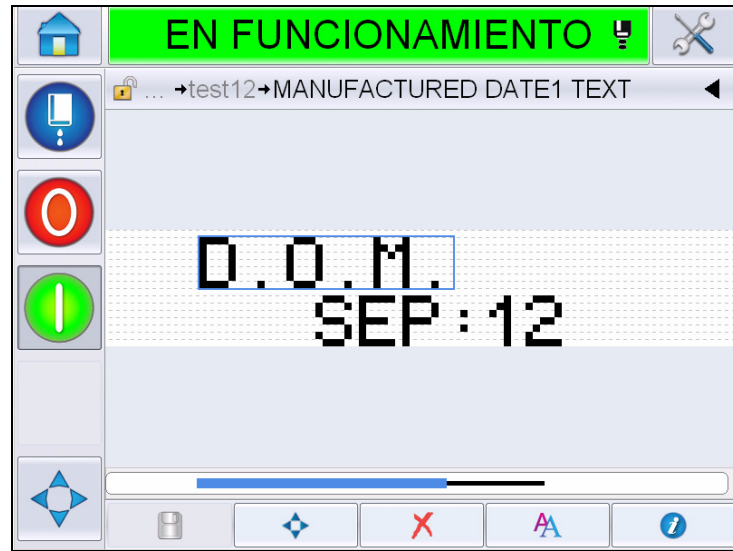 EN FUNCIONAMIENTO
... →test12→MANUFACTURED DATE1 TEXT
D.O.M.
SEP:12